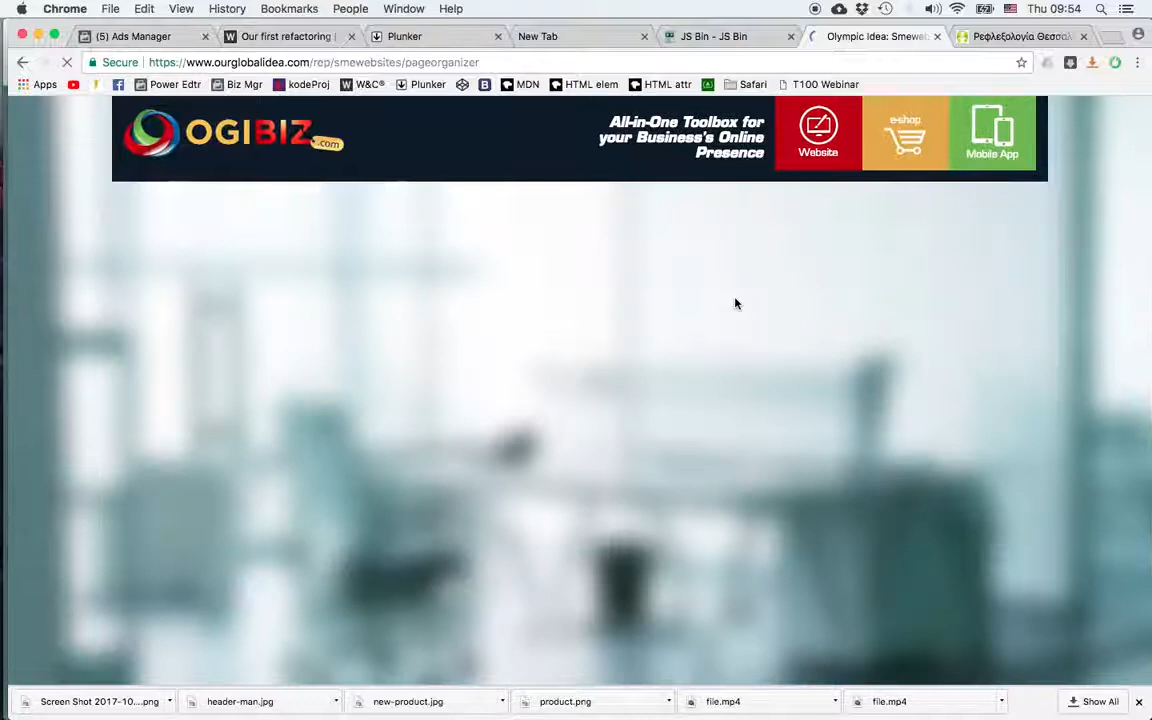 Chrome File Edit View History Bookmarks People Window Help Thu 09:54
(5) Ads Manager Our first refactoring | Plunker New Tab JS Bin - JS Bin Olympic Idea: Smeweb Ρεφλεξολογία Θεσσαλ
Secure https://www.ourglobalidea.com/rep/smewebsites/pageorganizer
Apps Power Edtr Biz Mgr kodeProj W&C® Plunker MDN HTML elem HTML attr Safari T100 Webinar
OGIBIZ.com
All-in-One Toolbox for
your Business's Online
Presence
Website
e-shop
Mobile App
Screen Shot 2017-10....png header-man.jpg new-product.jpg product.png file.mp4 file.mp4 Show All